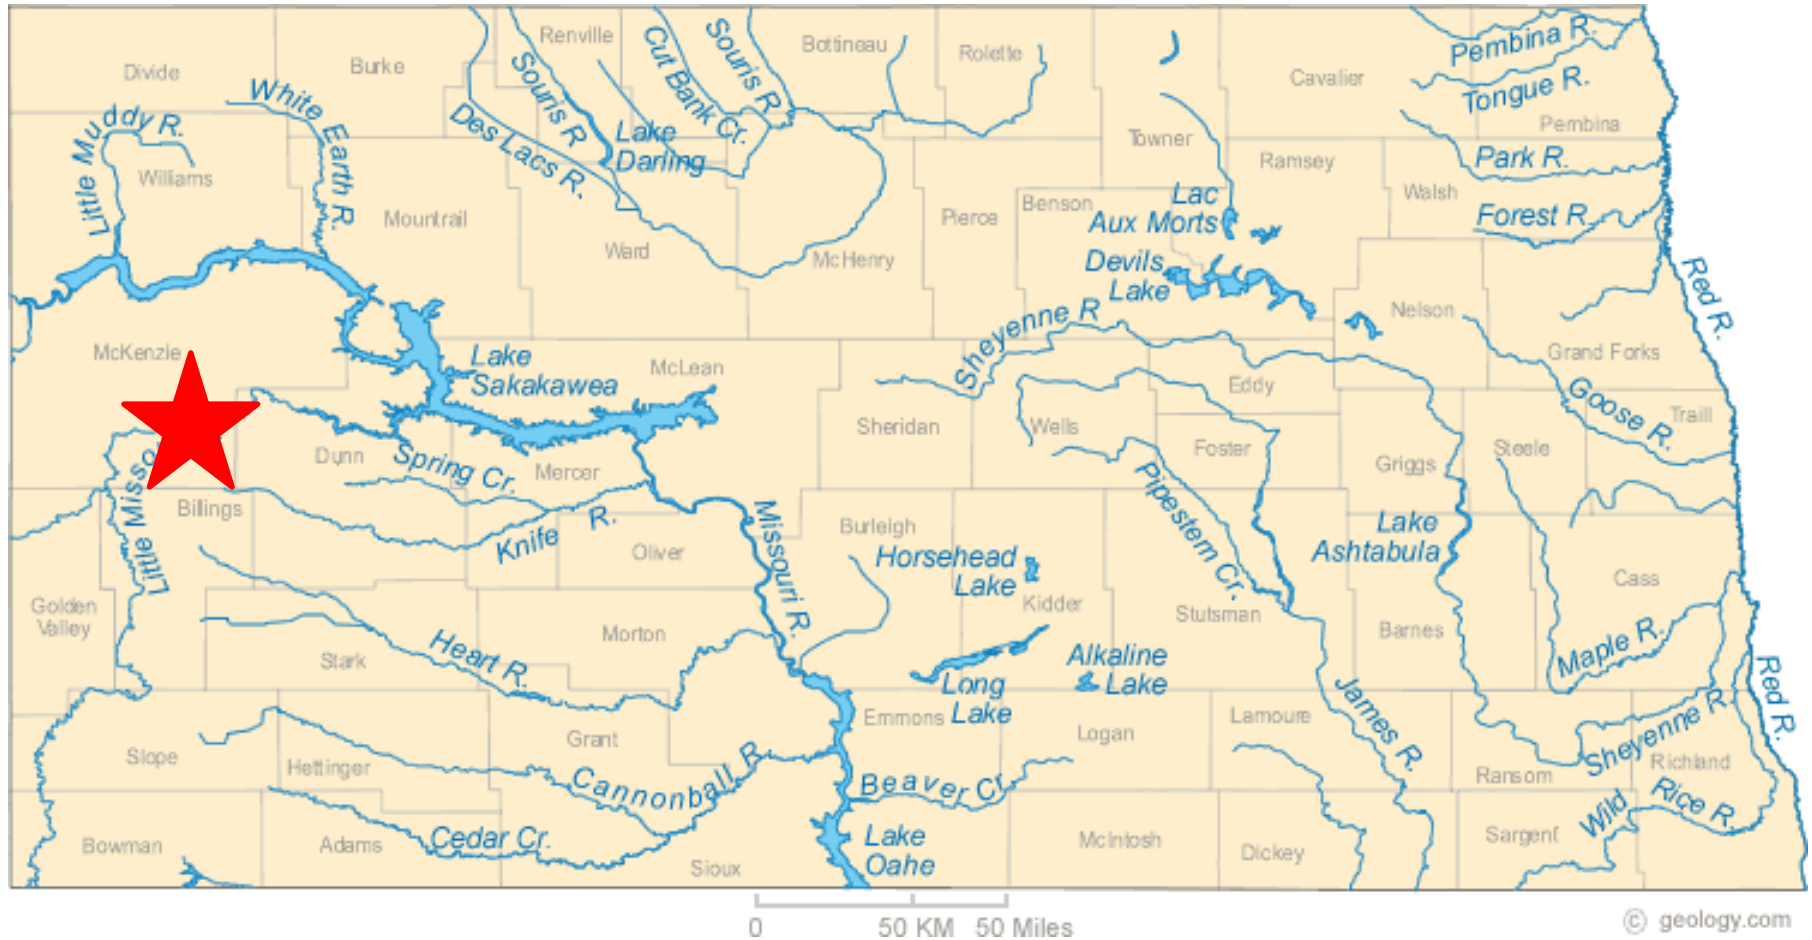 Renville
Bottineau
Rolette
Divide
Burke
Cavalier
Pembina R.
Tongue R.
Pembina
White Earth R.
Souris R
Cut Bank Cr.
Souris R.
Little Muddy R.
Des Lacs R.
Lake
Darling
Towner
Ramsey
Park R.
Williams
Mountrail
Ward
McHenry
Pierce
Benson
Lac
Aux Morts
Walsh
Forest R.
Devils
Lake
Red R.
Nelson
Sheyenne R
McKenzie
Lake
Sakakawea
McLean
Grand Forks
Eddy
Goose R.
Traill
Sheridan
Wells
Foster
Griggs
Steele
Dunn
Spring Cr.
Mercer
Little Misso
Billings
Knife R.
Missouri R.
Burleigh
Pipestem Cr.
Lake
Ashtabula
Oliver
Horsehead
Lake
Kidder
Cass
Golden
Valley
Stark
Heart R.
Morton
Stutsman
Barnes
Maple R.
Alkaline
Lake
Long
Lake
James R.
Red R.
Emmons
Logan
Lamoure
Sheyenne R.
Slope
Hettinger
Grant
Cannonball R.
Beaver Cr.
Ransom
Richland
Wild Rice R.
Bowman
Adams
Cedar Cr.
Sioux
Lake
Oahe
McIntosh
Dickey
Sargent
0 50 KM 50 Miles
© geology.com